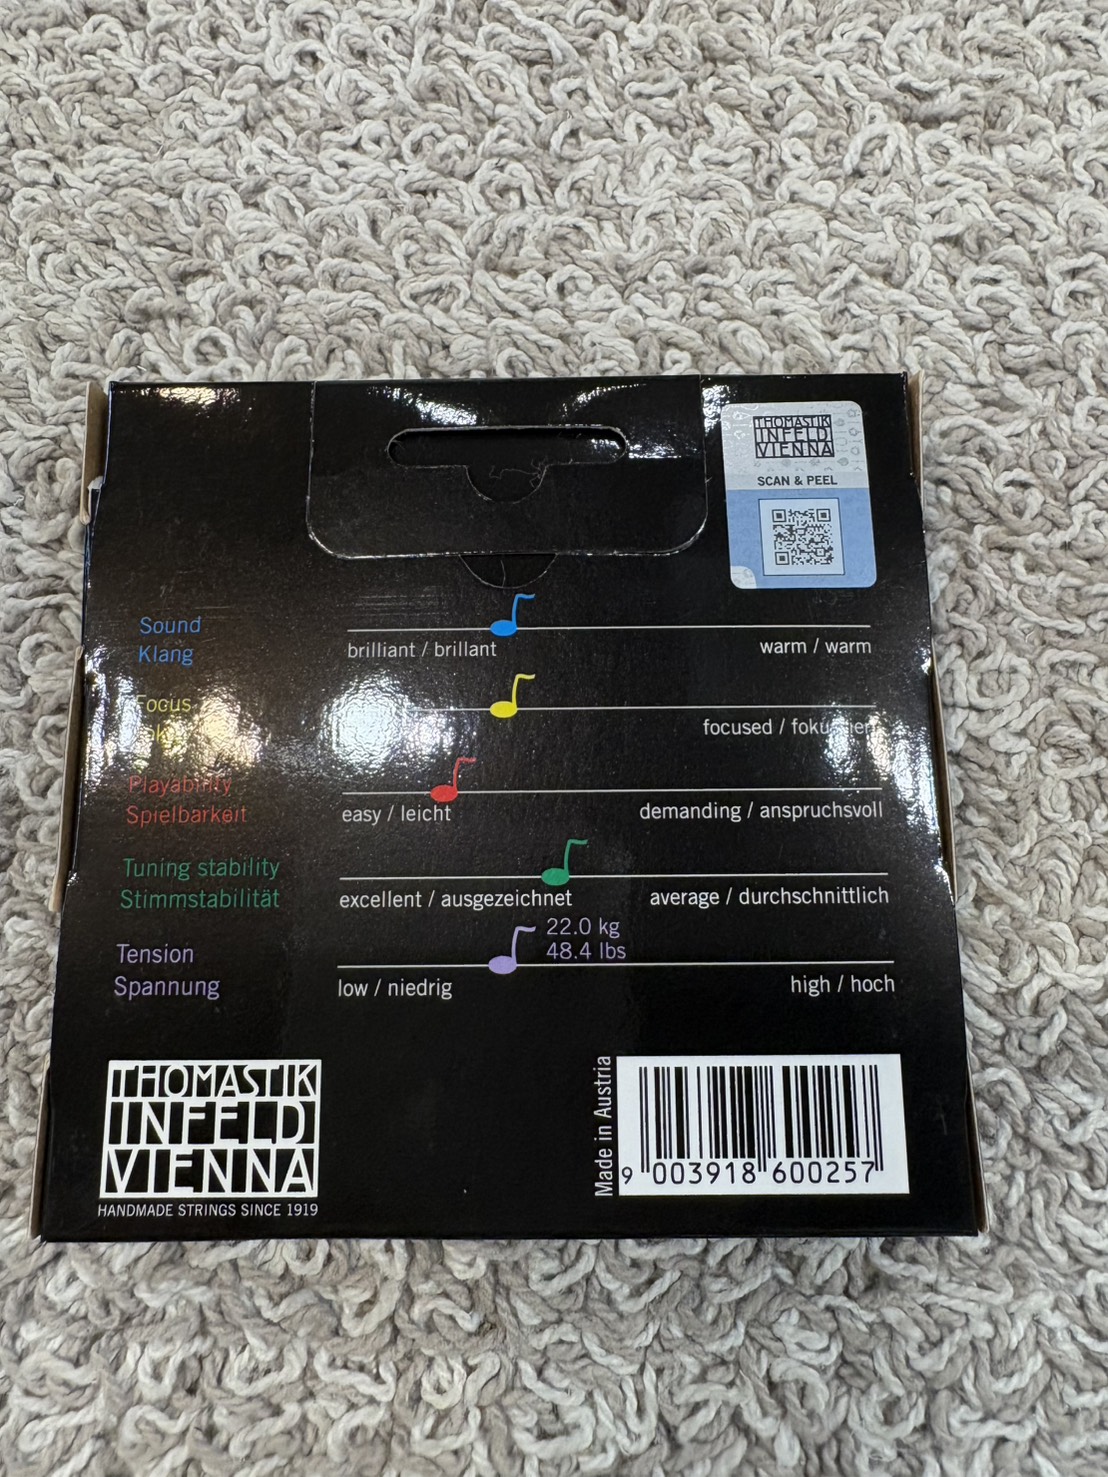 THOMASTIK
INFELD
VIENNA
SCAN & PEEL
Sound
Klang
brilliant / brillant
warm / warm
Focus
focused /
Playability
Spielbarkeit
easy / leicht
demanding / anspruchsvoll
Tuning stability
Stimmstabilität
excellent / ausgezeichnet
average / durchschnittlich
Tension
Spannung
22.0 kg
48.4 lbs
low / niedrig
high / hoch
THOMASTIK
INFELD
VIENNA
HANDMADE STRINGS SINCE 1919
Made in Austria
9 003918 600257